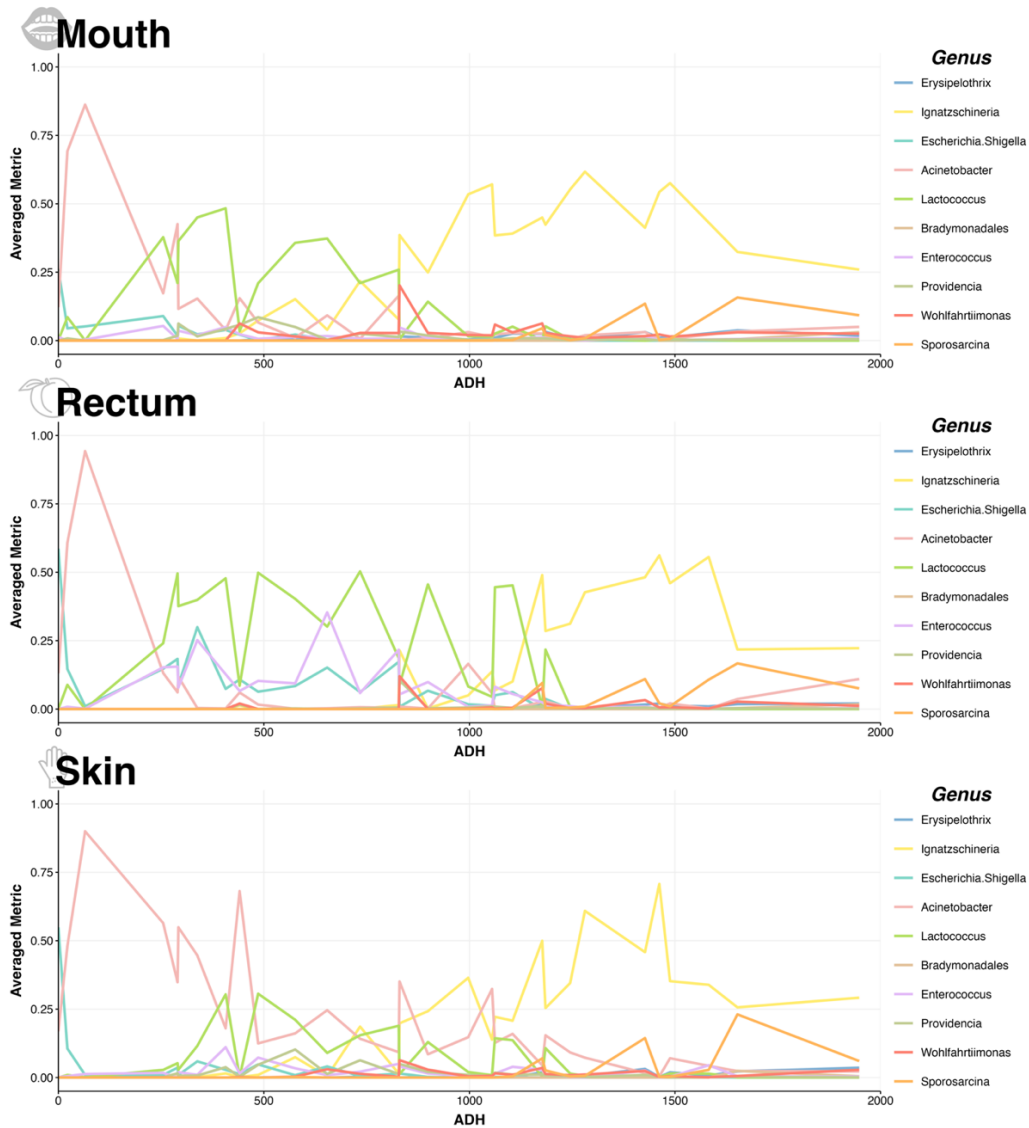 Mouth
Genus
1.00
0.75
0.50
0.25
0.00
Averaged Metric
0 500 1000 1500 2000
ADH
Erysipelothrix
Ignatzschineria
Escherichia.Shigella
Acinetobacter
Lactococcus
Bradymonadales
Enterococcus
Providencia
Wohlfahrtiimonas
Sporosarcina
Rectum
Genus
1.00
0.75
0.50
0.25
0.00
Averaged Metric
0 500 1000 1500 2000
ADH
Erysipelothrix
Ignatzschineria
Escherichia.Shigella
Acinetobacter
Lactococcus
Bradymonadales
Enterococcus
Providencia
Wohlfahrtiimonas
Sporosarcina
Skin
Genus
1.00
0.75
0.50
0.25
0.00
Averaged Metric
0 500 1000 1500 2000
ADH
Erysipelothrix
Ignatzschineria
Escherichia.Shigella
Acinetobacter
Lactococcus
Bradymonadales
Enterococcus
Providencia
Wohlfahrtiimonas
Sporosarcina